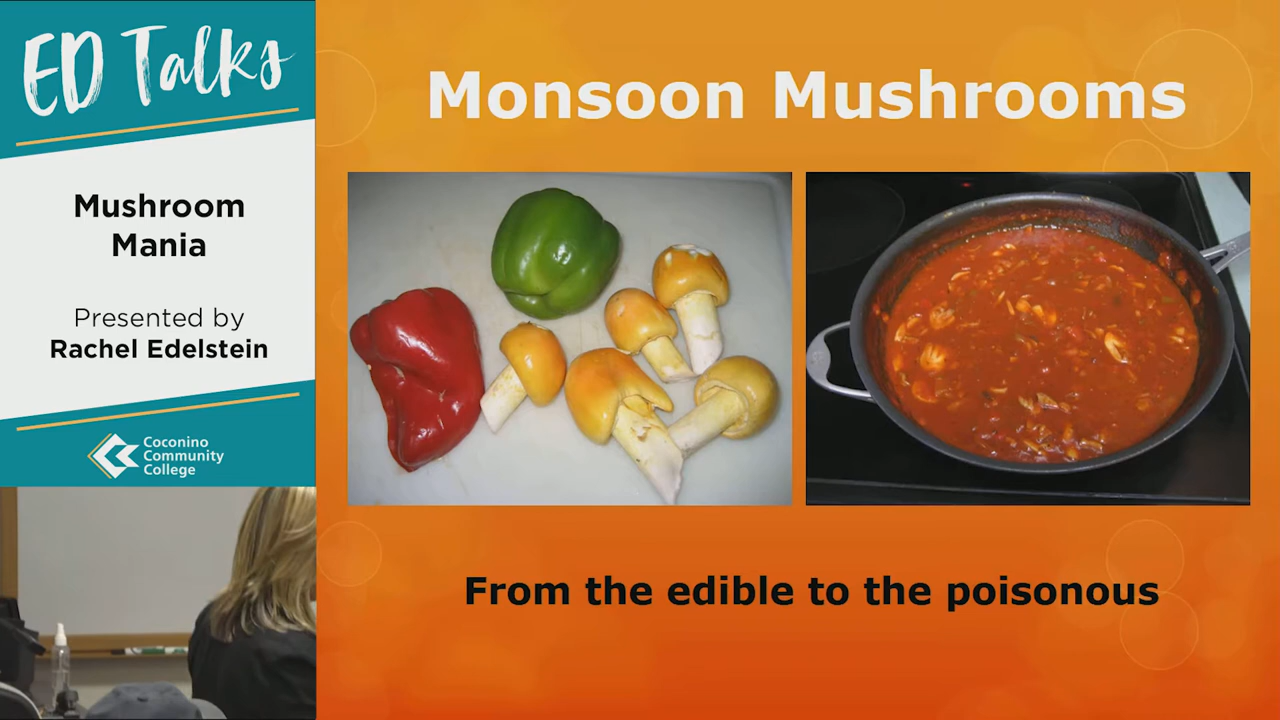 ED Talks
Mushroom
Mania
Presented by
Rachel Edelstein
Coconino
Community
College
Monsoon Mushrooms
From the edible to the poisonous